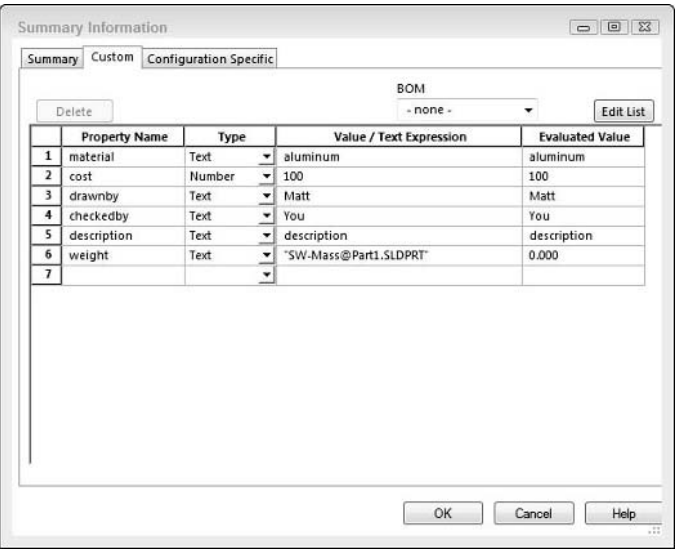 Summary Information
Summary Custom Configuration Specific
BOM
Delete - none - Edit List
Property Name Type Value / Text Expression Evaluated Value
1 material Text aluminum aluminum
2 cost Number 100 100
3 drawnby Text Matt Matt
4 checkedby Text You You
5 description Text description description
6 weight Text "SW-Mass@Part1.SLDPRT" 0.000
7
OK Cancel Help